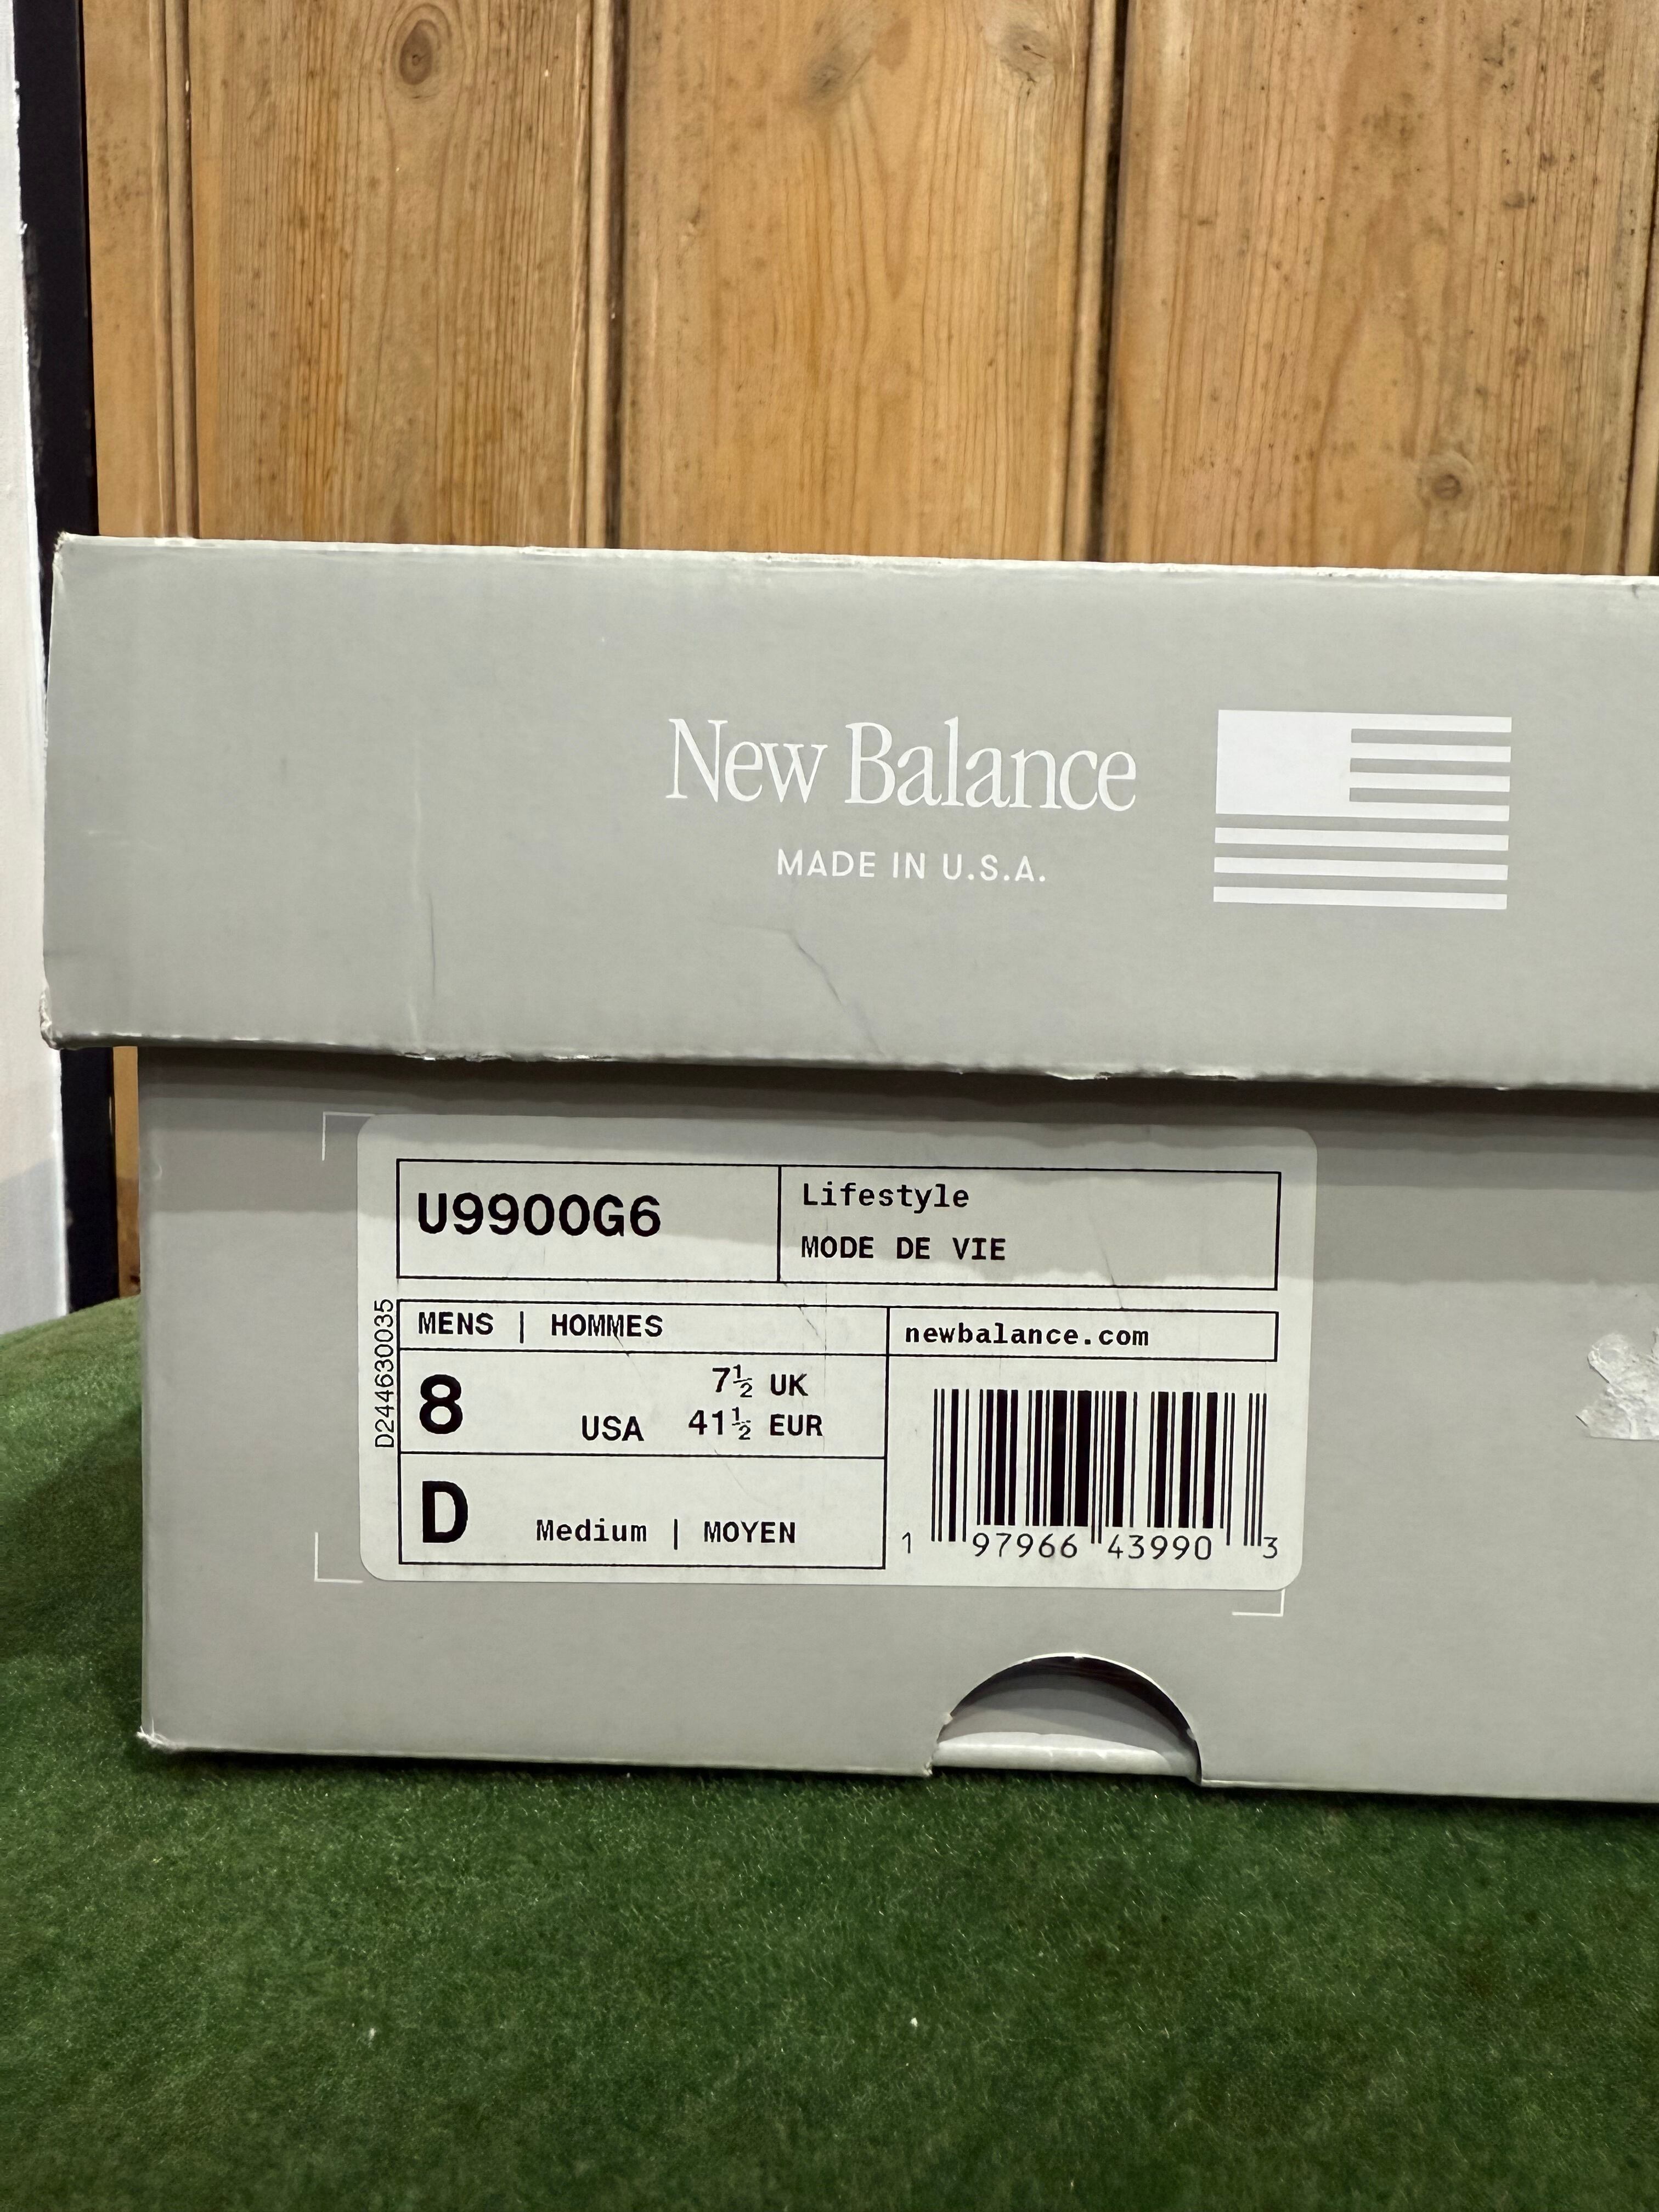 New Balance
MADE IN U.S.A.
U990OG6
Lifestyle
MODE DE VIE
D244630035
MENS | HOMMES
newbalance.com
8 USA
7½ UK
41½ EUR
D Medium | MOYEN
1 97966 43990 3